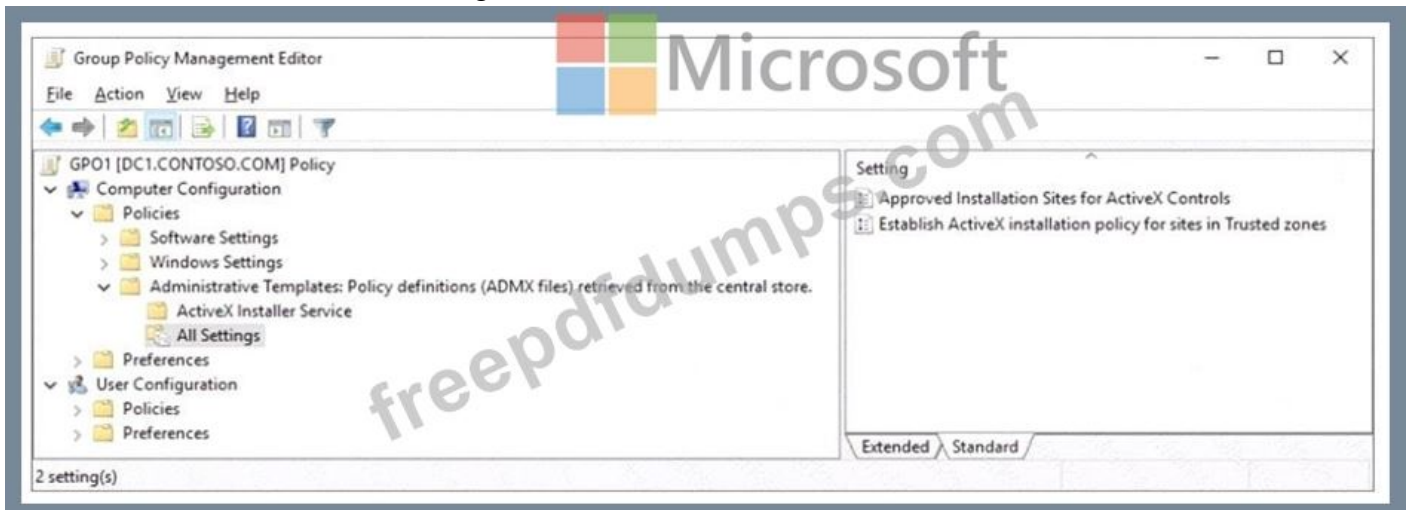 Microsoft
Group Policy Management Editor
File Action View Help
GPO1 [DC1.CONTOSO.COM] Policy
Computer Configuration
Policies
Software Settings
Windows Settings
Administrative Templates: Policy definitions (ADMX files) retrieved from the central store.
ActiveX Installer Service
All Settings
Preferences
User Configuration
Policies
Preferences
Setting
Approved Installation Sites for ActiveX Controls
Establish ActiveX installation policy for sites in Trusted zones
Extended Standard
2 setting(s)
freepdfdumps.com